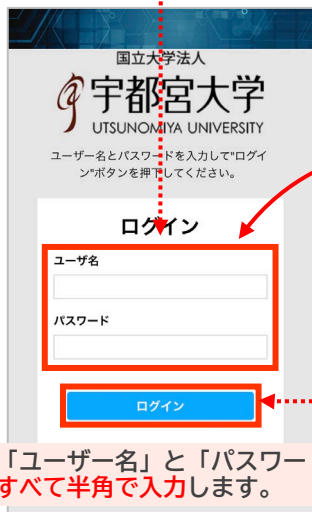 国立大学法人
宇都宮大学
UTSUNOMIYA UNIVERSITY
ユーザー名とパスワードを入力して"ログイ
ン"ボタンを押下してください。
ログイン
ユーザ名
パスワード
ログイン
「ユーザー名」と「パスワー
すべて半角で入力します。